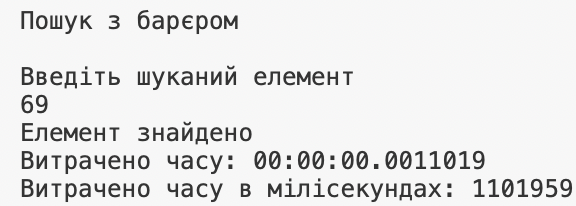 Пошук з барєром
Введіть шуканий елемент
69
Елемент знайдено
Витрачено часу: 00:00:00.0011019
Витрачено часу в мілісекундах: 1101959